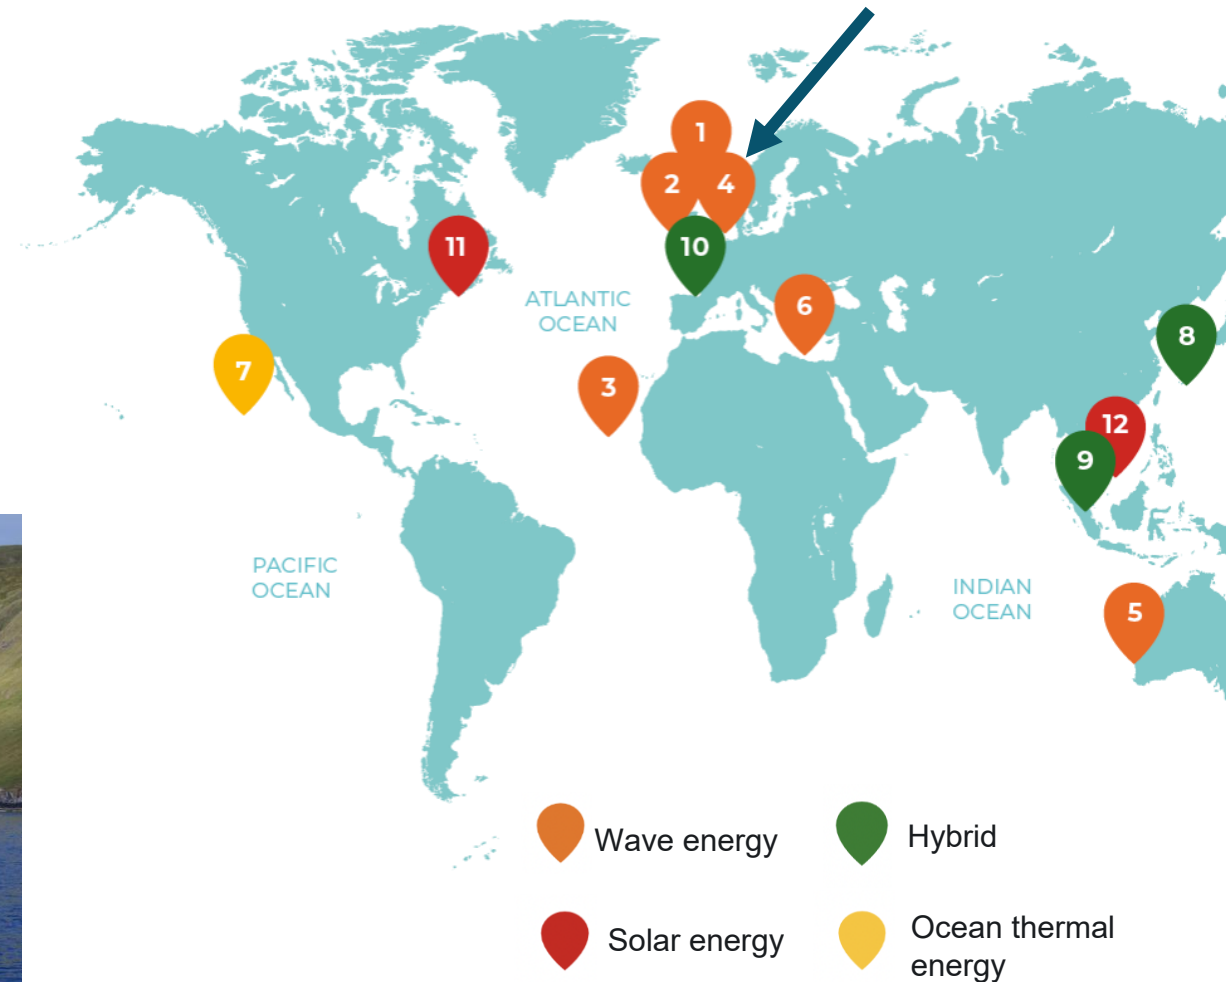 1
2
4
11
10
ATLANTIC
OCEAN
6
8
7
3
12
9
PACIFIC
OCEAN
INDIAN
OCEAN
5
Wave energy
Hybrid
Solar energy
Ocean thermal
energy